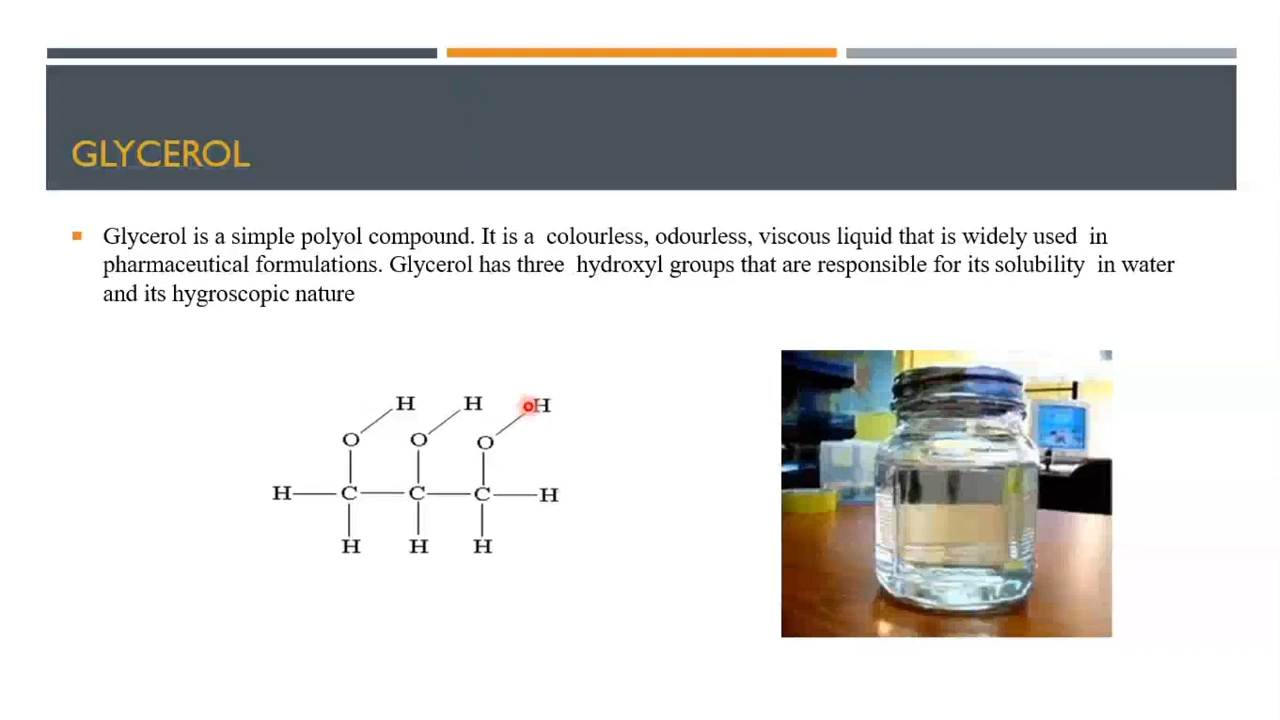 GLYCEROL
Glycerol is a simple polyol compound. It is a colourless, odourless, viscous liquid that is widely used in
pharmaceutical formulations. Glycerol has three hydroxyl groups that are responsible for its solubility in water
and its hygroscopic nature
H H H
O O O
H C C C H
H H H